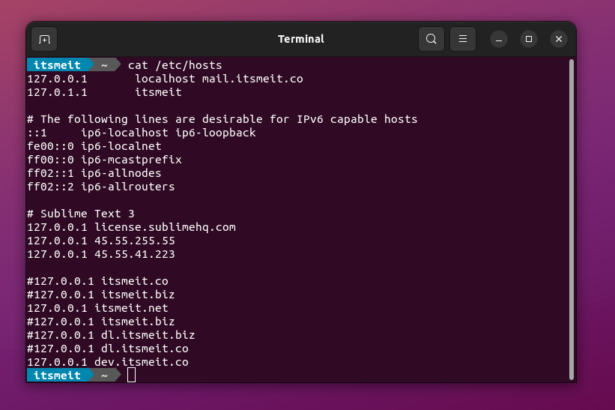 Terminal
itsmeit ~ cat /etc/hosts
127.0.0.1       localhost mail.itsmeit.co
127.0.1.1       itsmeit
# The following lines are desirable for IPv6 capable hosts
::1     ip6-localhost ip6-loopback
fe00::0 ip6-localnet
ff00::0 ip6-mcastprefix
ff02::1 ip6-allnodes
ff02::2 ip6-allrouters
# Sublime Text 3
127.0.0.1 license.sublimehq.com
127.0.0.1 45.55.255.55
127.0.0.1 45.55.41.223
#127.0.0.1 itsmeit.co
#127.0.0.1 itsmeit.biz
127.0.0.1 itsmeit.net
#127.0.0.1 itsmeit.biz
#127.0.0.1 dl.itsmeit.biz
#127.0.0.1 dl.itsmeit.co
127.0.0.1 dev.itsmeit.co
itsmeit ~